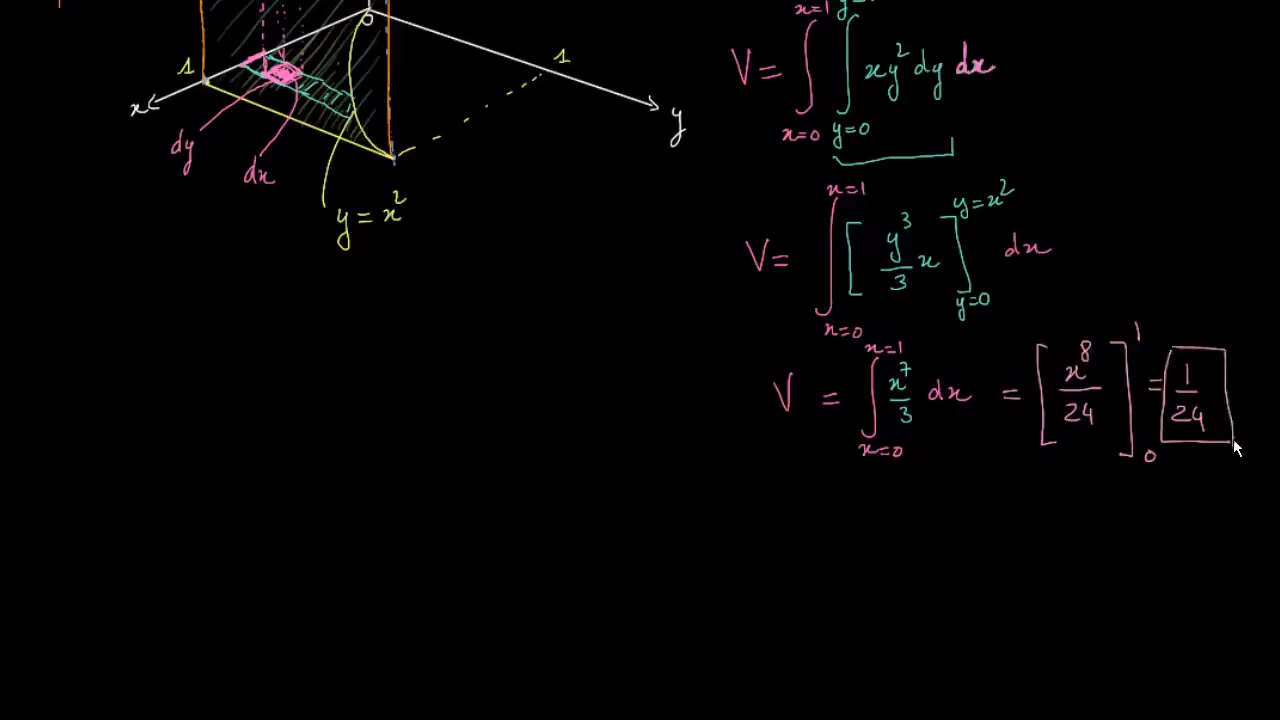 0
1
1
x
y
dy
dx
y = x²
x=1
V = ∫ ∫ xy² dy dx
x=0 y=0
x=1
y=x²
V = ∫ [ y³/3 x ] dx
y=0
x=0
x=1
V = ∫ x⁷/3 dx = [ x⁸/24 ]₀¹ = 1/24
x=0